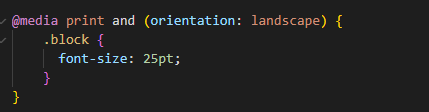 @media print and (orientation: landscape) {
    .block {
      font-size: 25pt;
    }
}